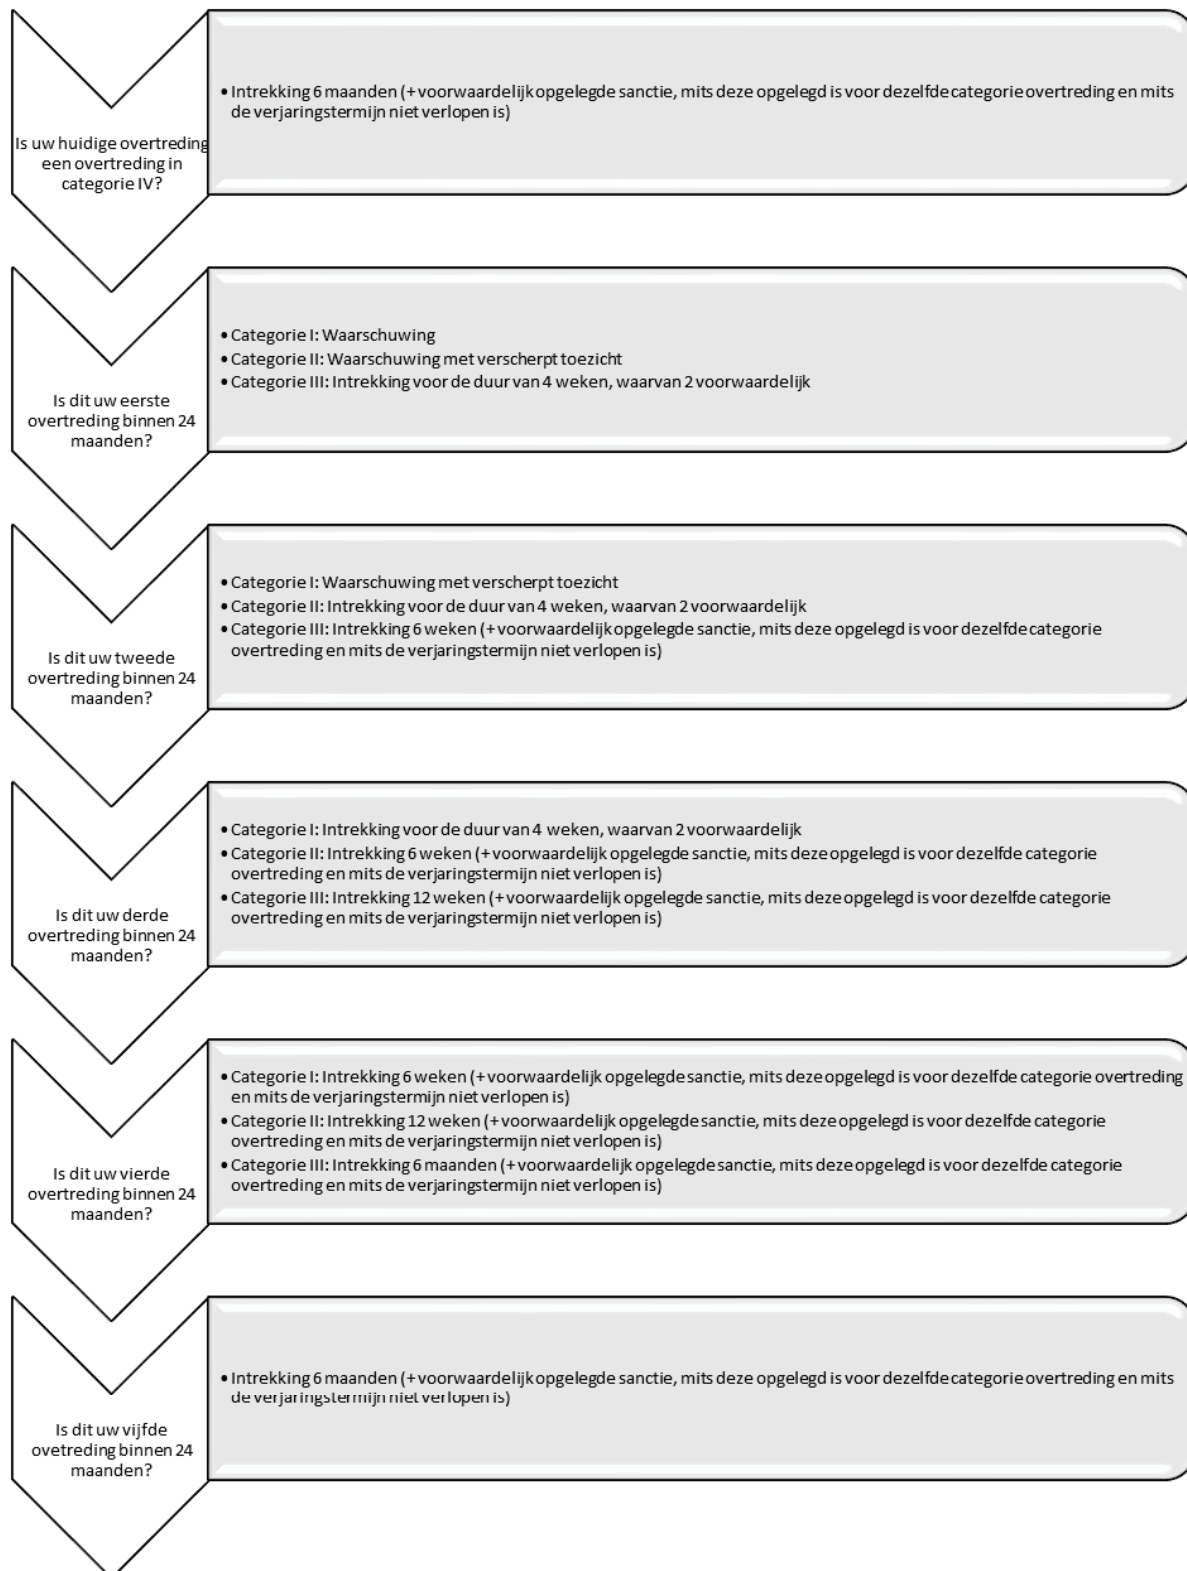 Is uw huidige overtreding
een overtreding in
categorie IV?
• Intrekking 6 maanden (+ voorwaardelijk opgelegde sanctie, mits deze opgelegd is voor dezelfde categorie overtreding en mits
de verjaringstermijn niet verlopen is)
Is dit uw eerste
overtreding binnen 24
maanden?
• Categorie I: Waarschuwing
• Categorie II: Waarschuwing met verscherpt toezicht
• Categorie III: Intrekking voor de duur van 4 weken, waarvan 2 voorwaardelijk
Is dit uw tweede
overtreding binnen 24
maanden?
• Categorie I: Waarschuwing met verscherpt toezicht
• Categorie II: Intrekking voor de duur van 4 weken, waarvan 2 voorwaardelijk
• Categorie III: Intrekking 6 weken (+ voorwaardelijk opgelegde sanctie, mits deze opgelegd is voor dezelfde categorie
overtreding en mits de verjaringstermijn niet verlopen is)
Is dit uw derde
overtreding binnen 24
maanden?
• Categorie I: Intrekking voor de duur van 4 weken, waarvan 2 voorwaardelijk
• Categorie II: Intrekking 6 weken (+ voorwaardelijk opgelegde sanctie, mits deze opgelegd is voor dezelfde categorie
overtreding en mits de verjaringstermijn niet verlopen is)
• Categorie III: Intrekking 12 weken (+ voorwaardelijk opgelegde sanctie, mits deze opgelegd is voor dezelfde categorie
overtreding en mits de verjaringstermijn niet verlopen is)
Is dit uw vierde
overtreding binnen 24
maanden?
• Categorie I: Intrekking 6 weken (+ voorwaardelijk opgelegde sanctie, mits deze opgelegd is voor dezelfde categorie overtreding
en mits de verjaringstermijn niet verlopen is)
• Categorie II: Intrekking 12 weken (+ voorwaardelijk opgelegde sanctie, mits deze opgelegd is voor dezelfde categorie
overtreding en mits de verjaringstermijn niet verlopen is)
• Categorie III: Intrekking 6 maanden (+ voorwaardelijk opgelegde sanctie, mits deze opgelegd is voor dezelfde categorie
overtreding en mits de verjaringstermijn niet verlopen is)
Is dit uw vijfde
ovetreding binnen 24
maanden?
• Intrekking 6 maanden (+ voorwaardelijk opgelegde sanctie, mits deze opgelegd is voor dezelfde categorie overtreding en mits
de verjaringstermijn niet verlopen is)